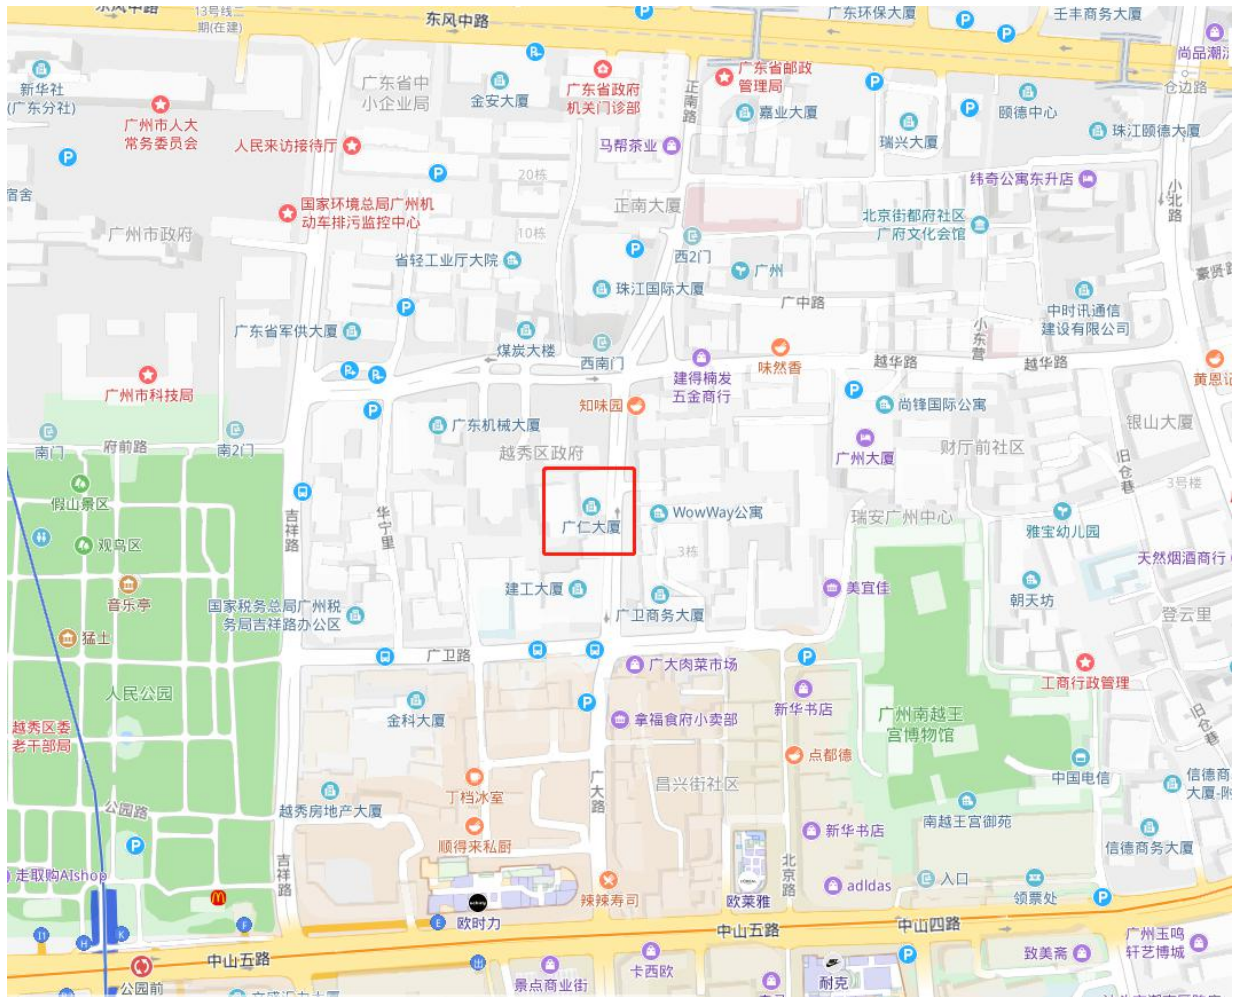 东风中路
东风中路
13号线二
期(在建)
广东环保大厦
壬丰商务大厦
尚品潮流
新华社
(广东分社)
广东省中
小企业局
金安大厦
广东省政府
机关门诊部
正南路
广东省邮政
管理局
嘉业大厦
颐德中心
仓边路
广州市人大
常务委员会
人民来访接待厅
马帮茶业
瑞兴大厦
珠江颐德大厦
20栋
宿舍
纬奇公寓东升店
小北路
国家环境总局广州机
动车排污监控中心
正南大厦
北京街都府社区
广府文化会馆
广州市政府
10栋
省轻工业厅大院
西2门
广州
豪贤路
珠江国际大厦
广中路
中时讯通信
建设有限公司
广东省军供大厦
煤炭大楼
西南门
小东营
越华路
越华路
味然香
建得楠发
五金商行
黄恩记
广州市科技局
知味园
尚锋国际公寓
广东机械大厦
银山大厦
南门
府前路
南2门
越秀区政府
广州大厦
财厅前社区
旧仓巷
3号楼
假山景区
吉祥路
华宁里
广仁大厦
WowWay公寓
瑞安广州中心
雅宝幼儿园
观鸟区
3栋
天然烟酒商行
音乐亭
国家税务总局广州税
务局吉祥路办公区
建工大厦
广卫商务大厦
美宜佳
朝天坊
登云里
猛士
广卫路
广大肉菜市场
工商行政管理
人民公园
金科大厦
新华书店
拿福食府小卖部
广州南越王
宫博物馆
旧仓巷
越秀区委
老干部局
点都德
公园路
越秀房地产大厦
丁档冰室
广大路
昌兴街社区
中国电信
信德商
大厦-附
顺得来私厨
新华书店
南越王宫御苑
信德商务大厦
走取购AIshop
吉祥路
北京路
辣辣寿司
欧莱雅
adldas
入口
领票处
欧时力
中山五路
中山五路
中山四路
公园前
景点商业街
卡西欧
耐克
致美斋
广州玉鸣
轩艺博城